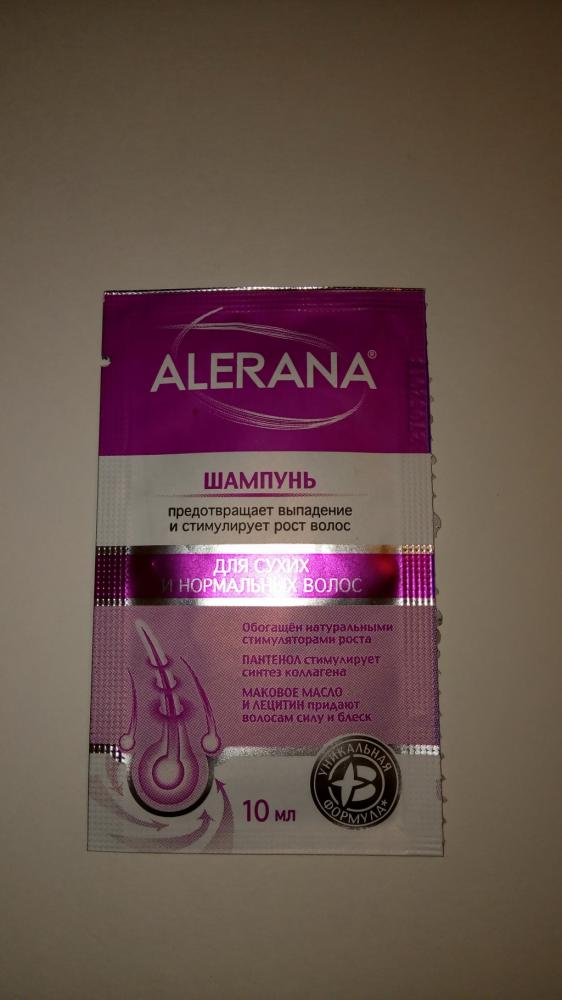 ALERANA®
ШАМПУНЬ
предотвращает выпадение
и стимулирует рост волос
ДЛЯ СУХИХ
И НОРМАЛЬНЫХ ВОЛОС
Обогащён натуральными
стимуляторами роста
ПАНТЕНОЛ стимулирует
синтез коллагена
МАКОВОЕ МАСЛО
И ЛЕЦИТИН придают
волосам силу и блеск
10 мл
УНИКАЛЬНАЯ
ФОРМУЛА*